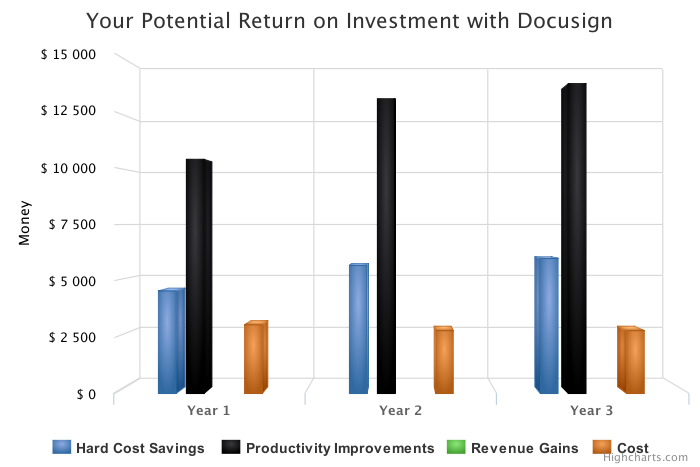 Your Potential Return on Investment with Docusign
$ 15 000
$ 12 500
$ 10 000
$ 7 500
$ 5 000
$ 2 500
$ 0
Money
Year 1 Year 2 Year 3
Hard Cost Savings Productivity Improvements Revenue Gains Cost
Highcharts.com